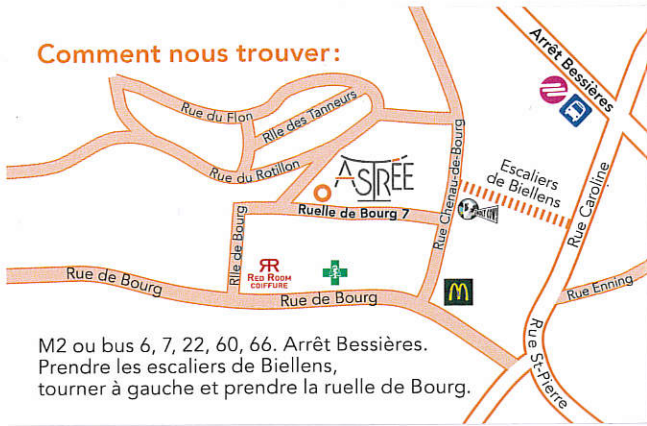 Comment nous trouver:
Arrêt Bessières
Rue du Flon
Rlle des Tanneurs
Rue du Rotillon
ASTRÉE
Rue Chenau-de-Bourg
Escaliers
de Biellens
Rue Caroline
Ruelle de Bourg 7
Rlle de Bourg
RR
RED ROOM
COIFFURE
Rue de Bourg
Rue de Bourg
M
Rue Enning
Rue St-Pierre
M2 ou bus 6, 7, 22, 60, 66. Arrêt Bessières.
Prendre les escaliers de Biellens,
tourner à gauche et prendre la ruelle de Bourg.